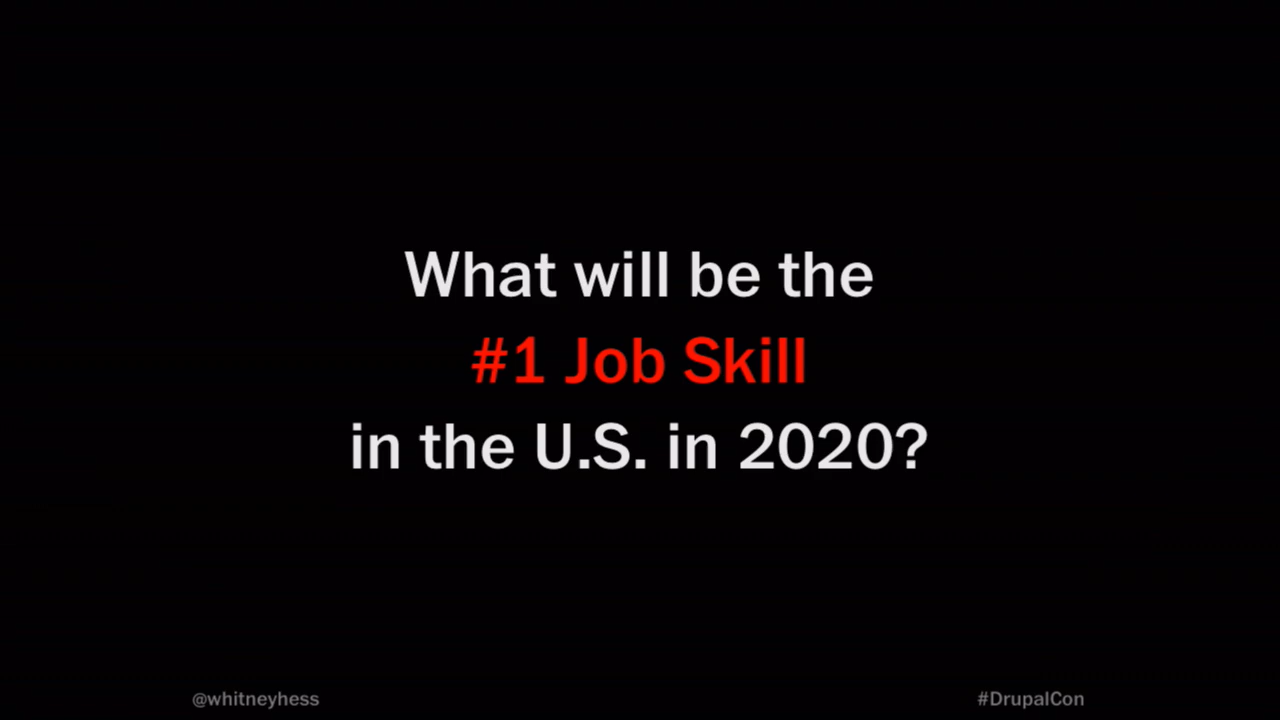 What will be the
#1 Job Skill
in the U.S. in 2020?
@whitneyhess
#DrupalCon